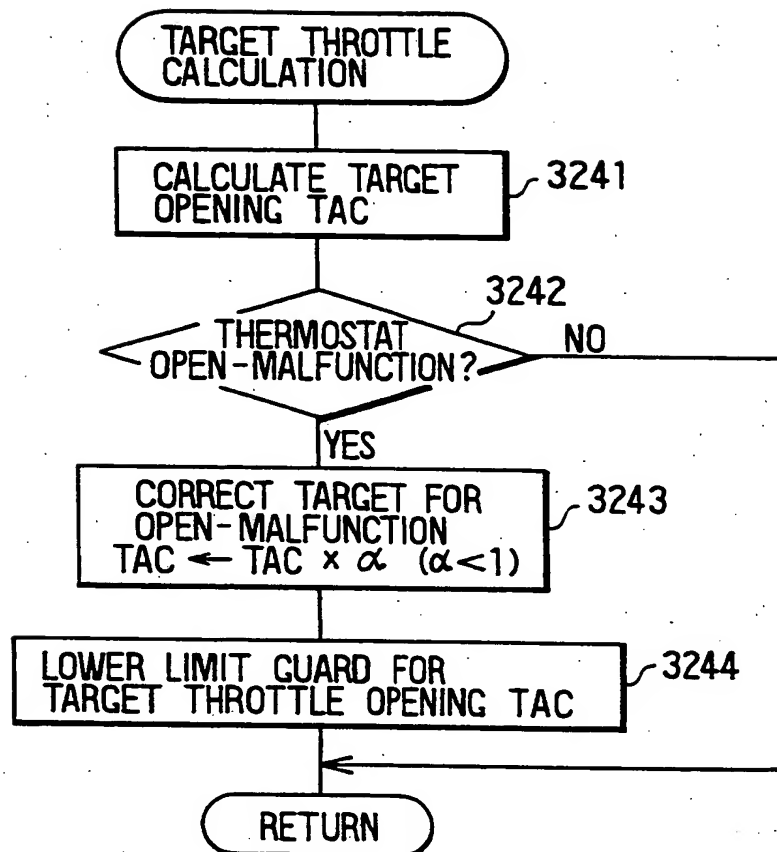 TARGET THROTTLE
CALCULATION
CALCULATE TARGET
OPENING TAC
3241
3242
THERMOSTAT
OPEN-MALFUNCTION?
NO
YES
CORRECT TARGET FOR
OPEN-MALFUNCTION
TAC ← TAC × α (α<1)
3243
LOWER LIMIT GUARD FOR
TARGET THROTTLE OPENING TAC
3244
RETURN